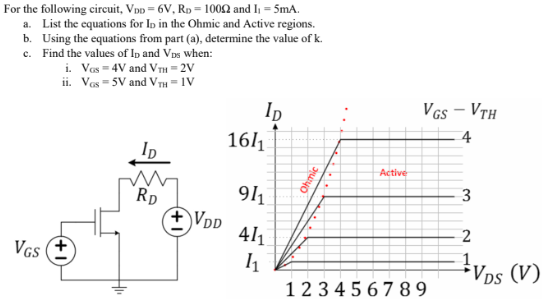 For the following circuit, VDD = 6V, RD = 100Ω and I1 = 5mA.
a. List the equations for ID in the Ohmic and Active regions.
b. Using the equations from part (a), determine the value of k.
c. Find the values of ID and VDS when:
i. VGS = 4V and VTH = 2V
ii. VGS = 5V and VTH = 1V
ID
VGS − VTH
16I1
4
ID
Ohmic
Active
RD
9I1
3
+
−
VDD
4I1
2
VGS
+
−
I1
1
VDS (V)
1 2 3 4 5 6 7 8 9